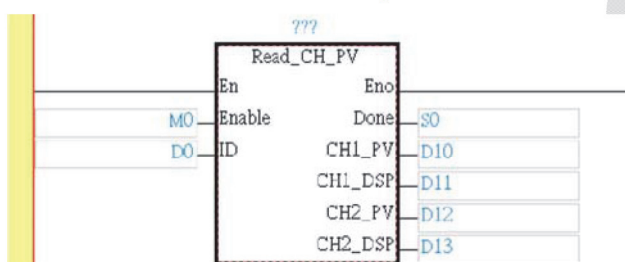 ???
Read_CH_PV
En Eno
M0 Enable Done S0
D0 ID CH1_PV D10
CH1_DSP D11
CH2_PV D12
CH2_DSP D13